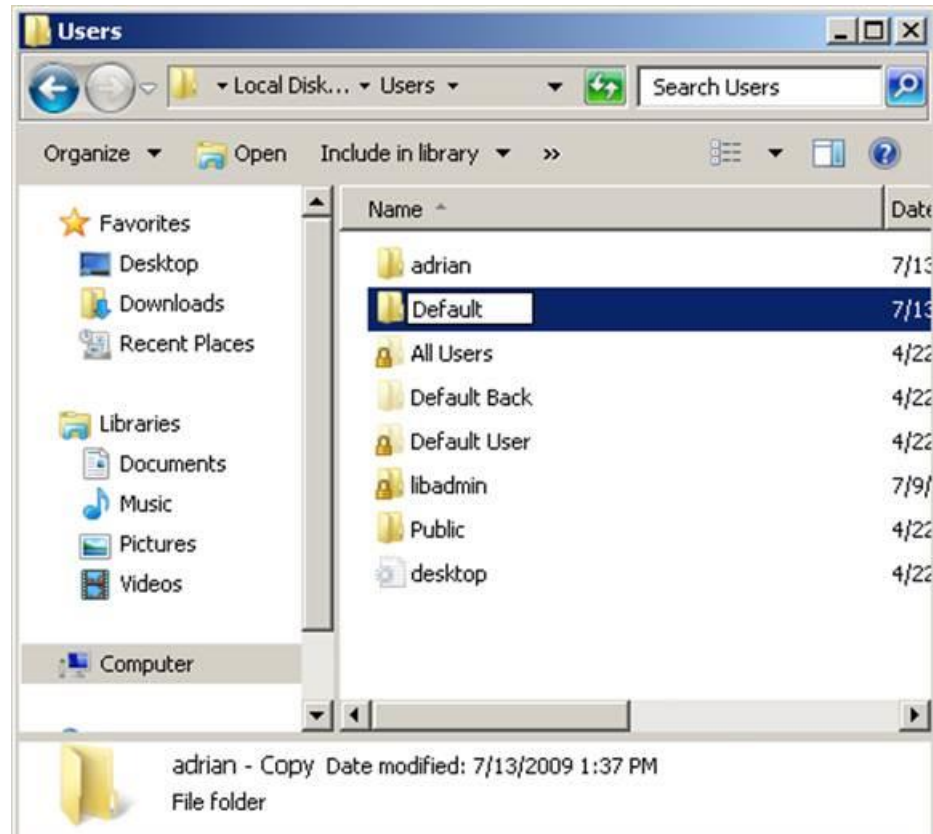 Users
Local Disk... Users
Search Users
Organize Open Include in library »
Favorites
Desktop
Downloads
Recent Places
Libraries
Documents
Music
Pictures
Videos
Computer
Name Date
adrian 7/13
Default 7/13
All Users 4/22
Default Back 4/22
Default User 4/22
libadmin 7/9/
Public 4/22
desktop 4/22
adrian - Copy Date modified: 7/13/2009 1:37 PM
File folder